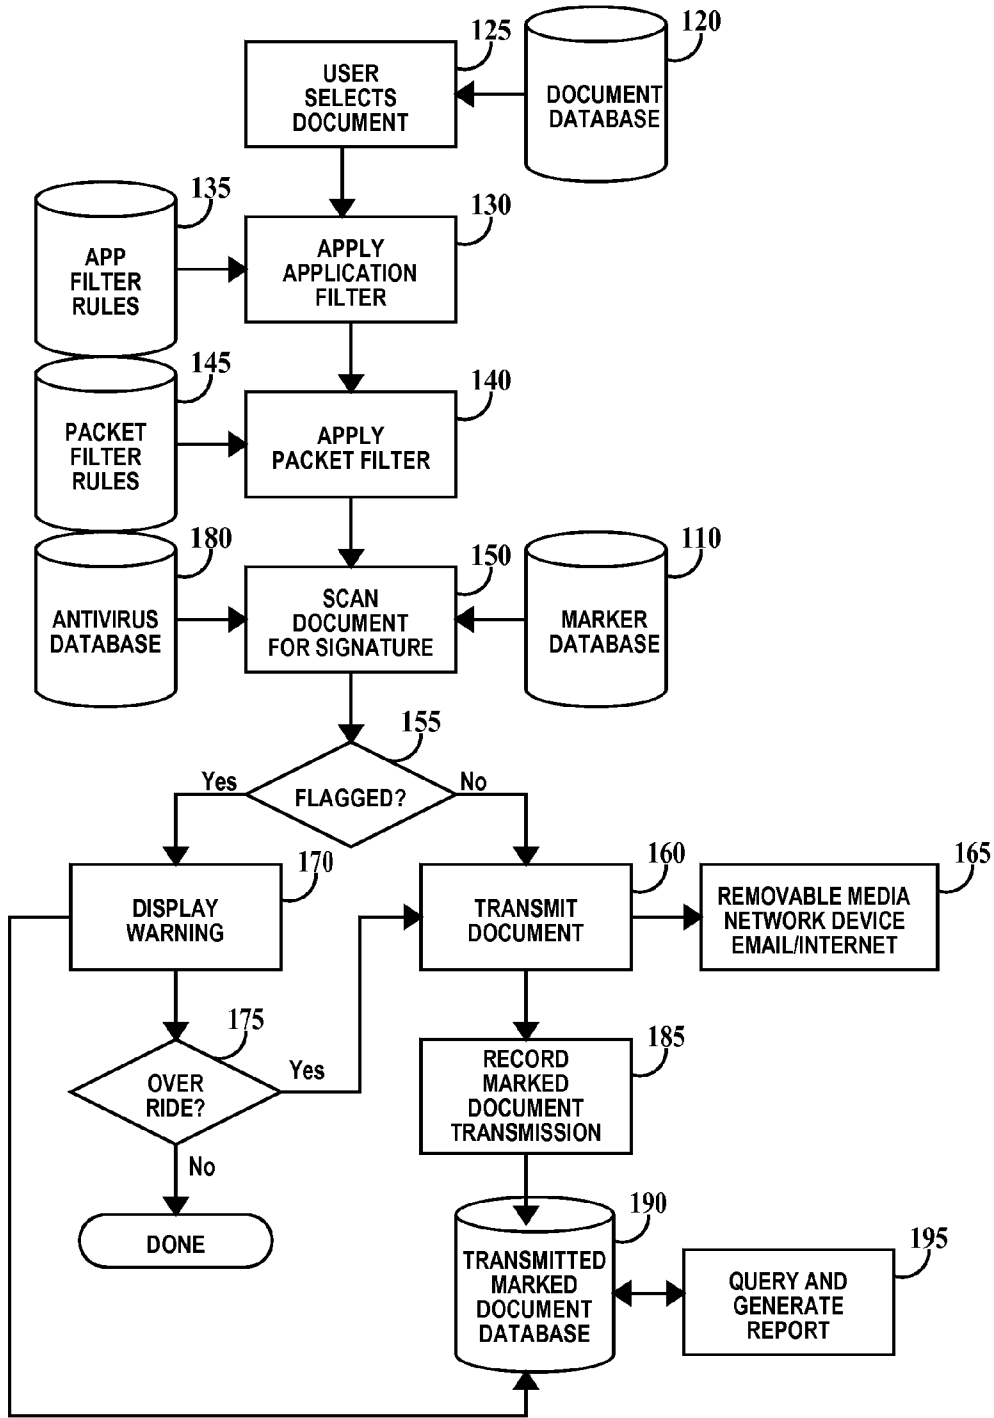 125
USER
SELECTS
DOCUMENT
120
DOCUMENT
DATABASE
135
APP
FILTER
RULES
130
APPLY
APPLICATION
FILTER
145
PACKET
FILTER
RULES
140
APPLY
PACKET FILTER
180
ANTIVIRUS
DATABASE
150
SCAN
DOCUMENT
FOR SIGNATURE
110
MARKER
DATABASE
155
FLAGGED?
Yes
No
170
DISPLAY
WARNING
160
TRANSMIT
DOCUMENT
165
REMOVABLE MEDIA
NETWORK DEVICE
EMAIL/INTERNET
175
OVER
RIDE?
Yes
No
185
RECORD
MARKED
DOCUMENT
TRANSMISSION
DONE
190
TRANSMITTED
MARKED
DOCUMENT
DATABASE
195
QUERY AND
GENERATE
REPORT